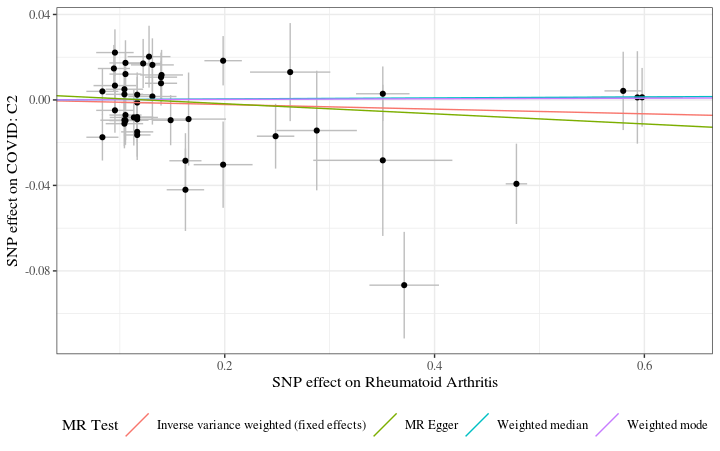 0.04
0.00
-0.04
-0.08
SNP effect on COVID: C2
0.2 0.4 0.6
SNP effect on Rheumatoid Arthritis
MR Test Inverse variance weighted (fixed effects) MR Egger Weighted median Weighted mode